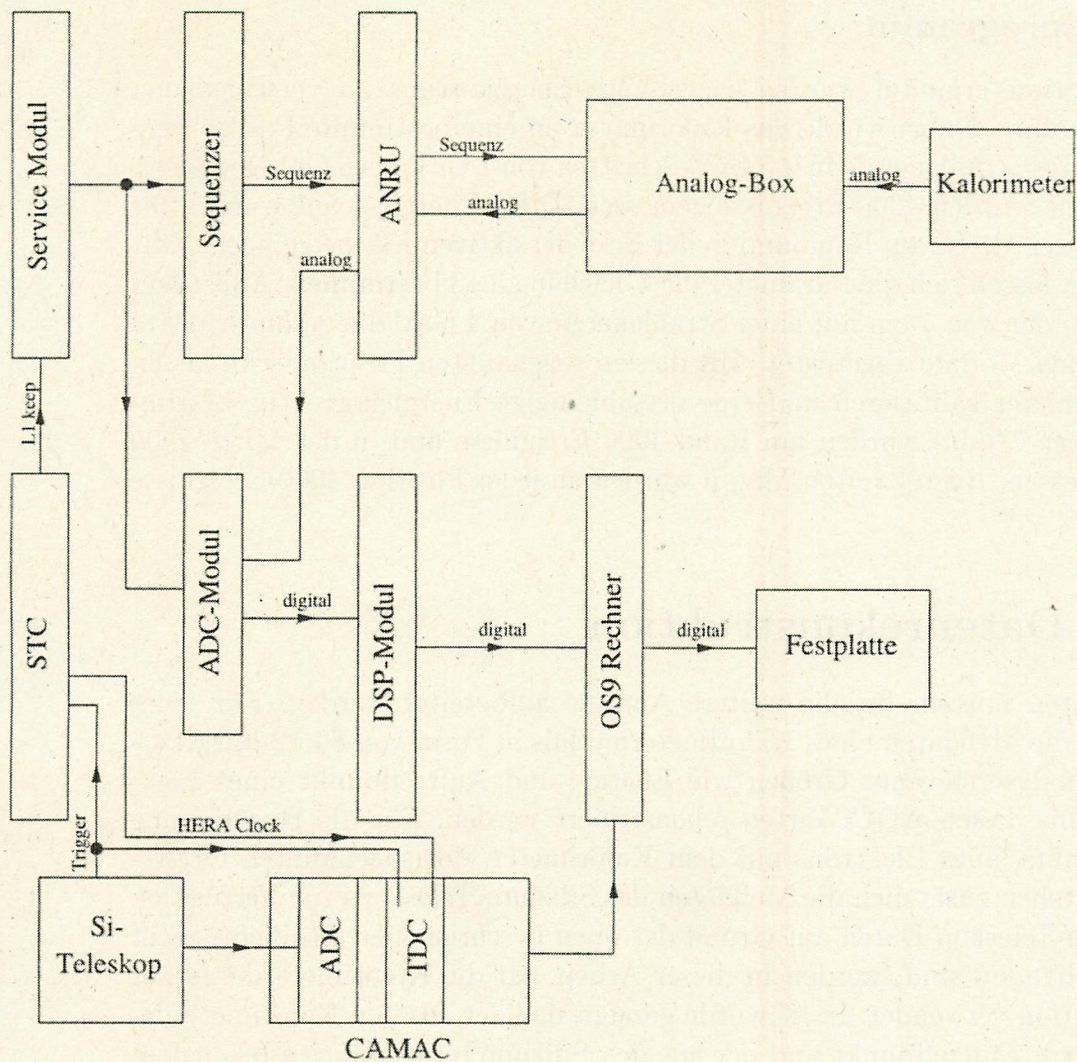 Service Modul
Sequenzer
ANRU
Sequenz
Sequenz
analog
analog
Analog-Box
analog
Kalorimeter
L1 keep
STC
ADC-Modul
digital
DSP-Modul
digital
OS9 Rechner
digital
Festplatte
Trigger
HERA Clock
Si-
Teleskop
ADC
TDC
CAMAC